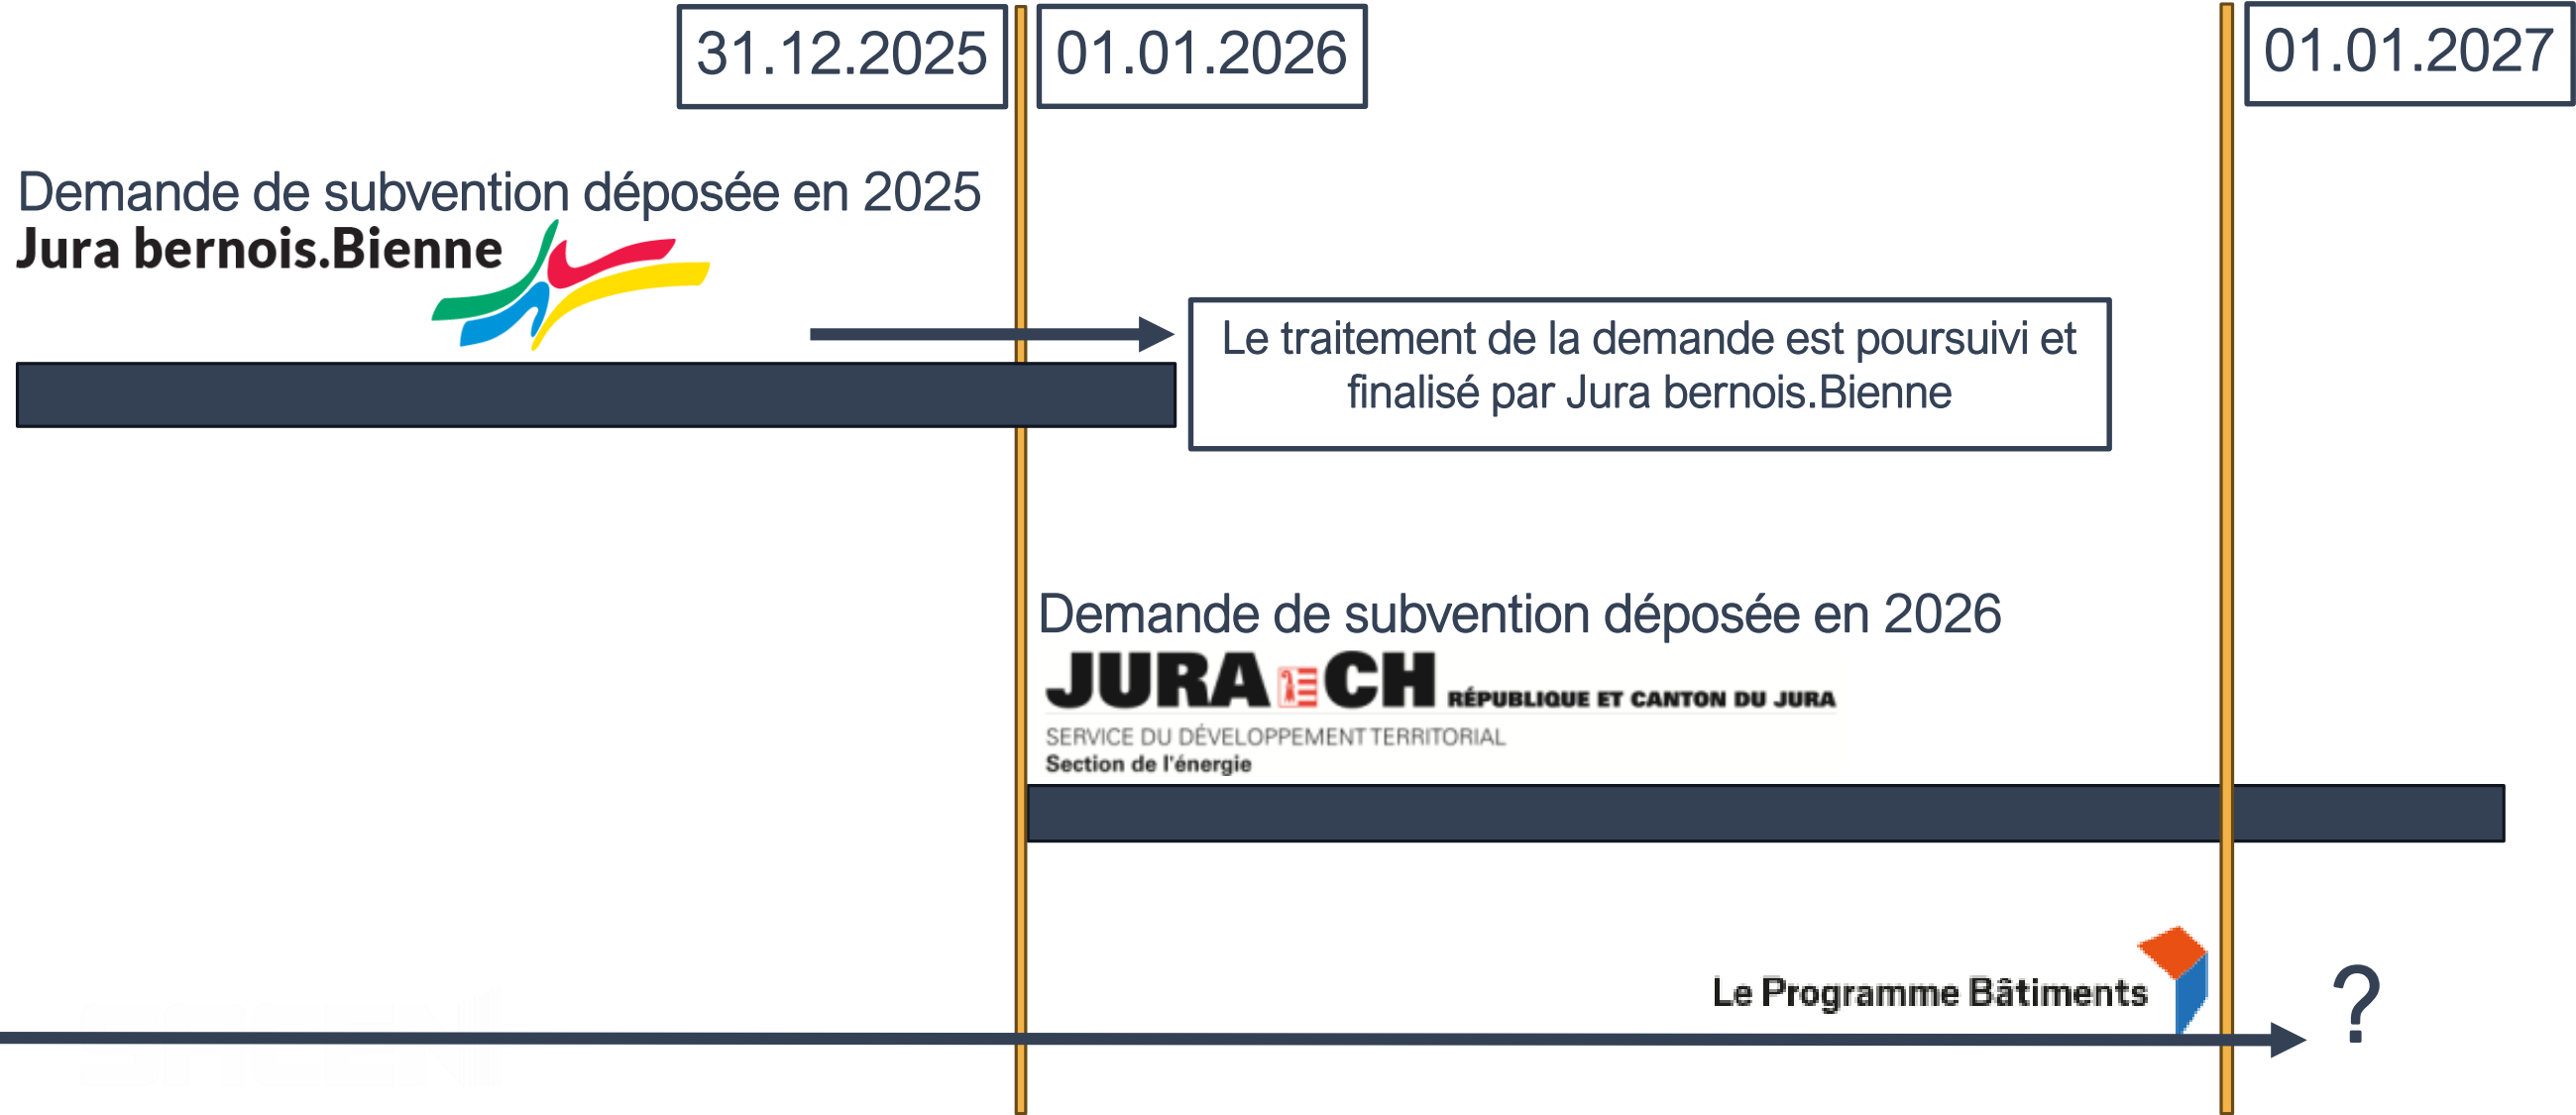 31.12.2025
01.01.2026
01.01.2027
Demande de subvention déposée en 2025
Jura bernois.Bienne
Le traitement de la demande est poursuivi et
finalisé par Jura bernois.Bienne
Demande de subvention déposée en 2026
JURA CH RÉPUBLIQUE ET CANTON DU JURA
SERVICE DU DÉVELOPPEMENT TERRITORIAL
Section de l'énergie
Le Programme Bâtiments
?